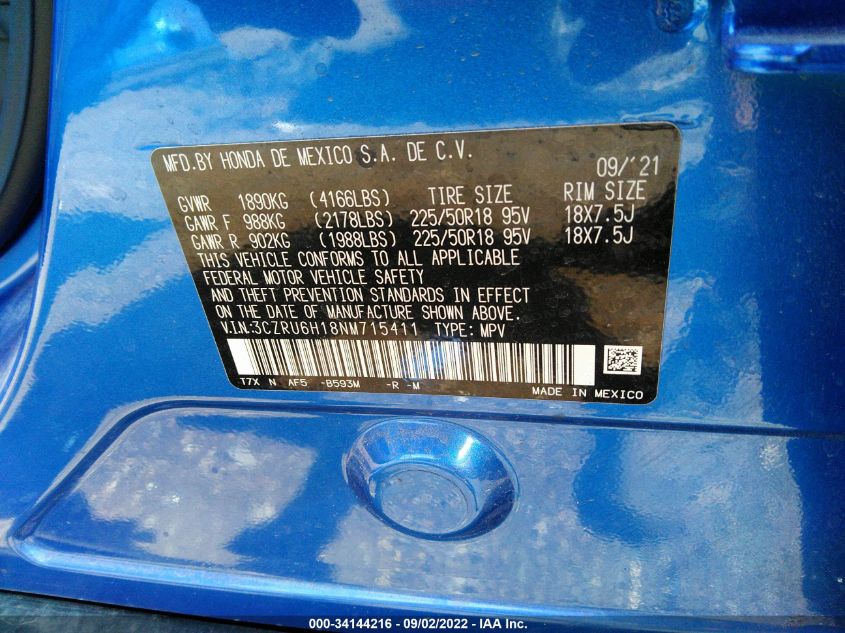 MFD.BY HONDA DE MEXICO S.A. DE C.V. 09/'21
GVWR 1890KG (4166LBS) TIRE SIZE RIM SIZE
GAWR F 988KG (2178LBS) 225/50R18 95V 18X7.5J
GAWR R 902KG (1988LBS) 225/50R18 95V 18X7.5J
THIS VEHICLE CONFORMS TO ALL APPLICABLE
FEDERAL MOTOR VEHICLE SAFETY
AND THEFT PREVENTION STANDARDS IN EFFECT
ON THE DATE OF MANUFACTURE SHOWN ABOVE.
V.I.N:3CZRU6H18NM715411 TYPE: MPV
T7X N AF5 -B593M -R -M MADE IN MEXICO
000-34144216 - 09/02/2022 - IAA Inc.